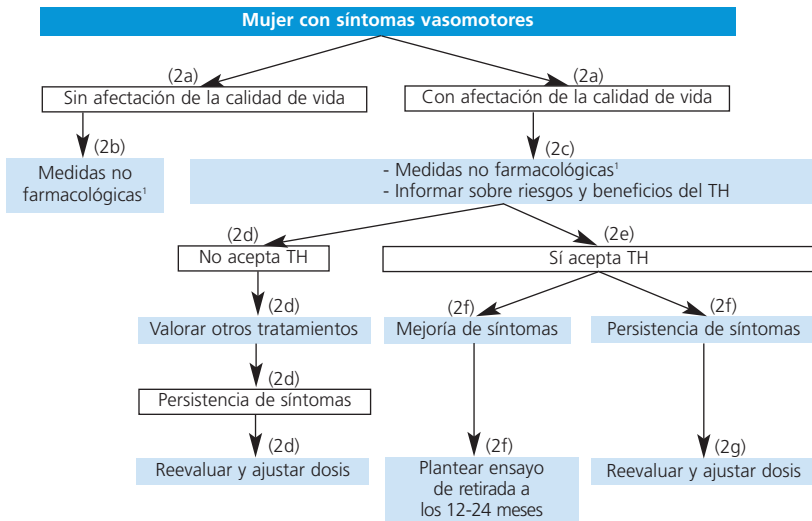 Mujer con síntomas vasomotores
(2a)
(2a)
Sin afectación de la calidad de vida
Con afectación de la calidad de vida
(2b)
(2c)
Medidas no
farmacológicas¹
- Medidas no farmacológicas¹
- Informar sobre riesgos y beneficios del TH
(2d)
(2e)
No acepta TH
Sí acepta TH
(2d)
(2f)
(2f)
Valorar otros tratamientos
Mejoría de síntomas
Persistencia de síntomas
(2d)
Persistencia de síntomas
(2d)
(2f)
(2g)
Reevaluar y ajustar dosis
Plantear ensayo
de retirada a
los 12-24 meses
Reevaluar y ajustar dosis